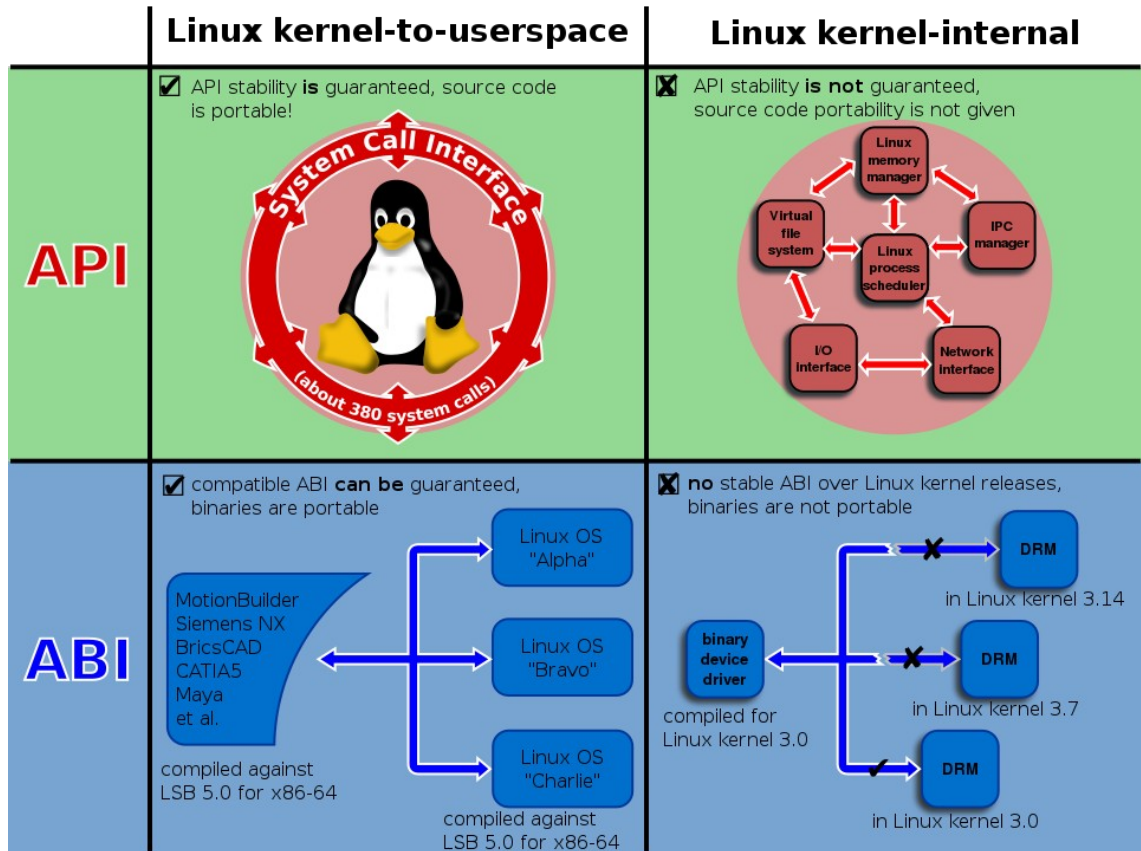 Linux kernel-to-userspace
Linux kernel-internal
API
API stability is guaranteed, source code
is portable!
System Call Interface
(about 380 system calls)
API stability is not guaranteed,
source code portability is not given
Linux
memory
manager
Virtual
file
system
IPC
manager
Linux
process
scheduler
I/O
interface
Network
interface
ABI
compatible ABI can be guaranteed,
binaries are portable
MotionBuilder
Siemens NX
BricsCAD
CATIA5
Maya
et al.
compiled against
LSB 5.0 for x86-64
Linux OS
"Alpha"
Linux OS
"Bravo"
Linux OS
"Charlie"
compiled against
LSB 5.0 for x86-64
no stable ABI over Linux kernel releases,
binaries are not portable
binary
device
driver
compiled for
Linux kernel 3.0
DRM
in Linux kernel 3.14
DRM
in Linux kernel 3.7
DRM
in Linux kernel 3.0